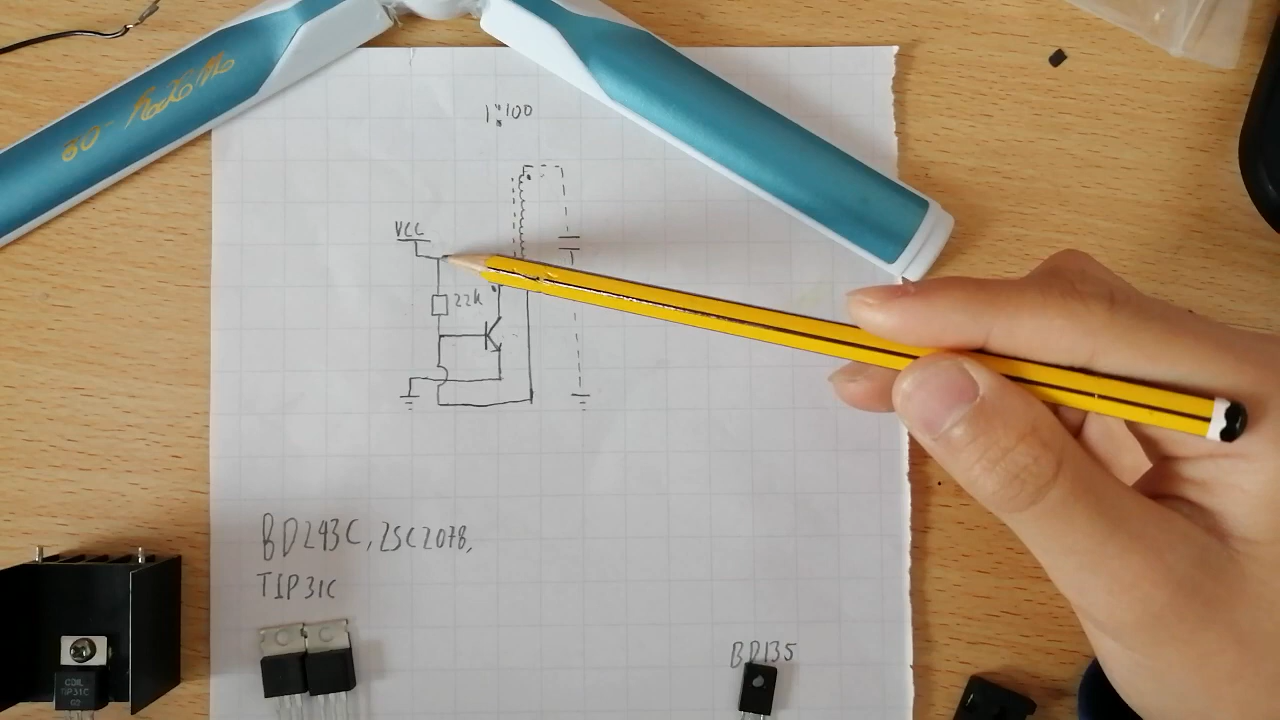 1:100
VCC
22k
BD243C, 2SC2078,
TIP31C
BD135
TIP31C